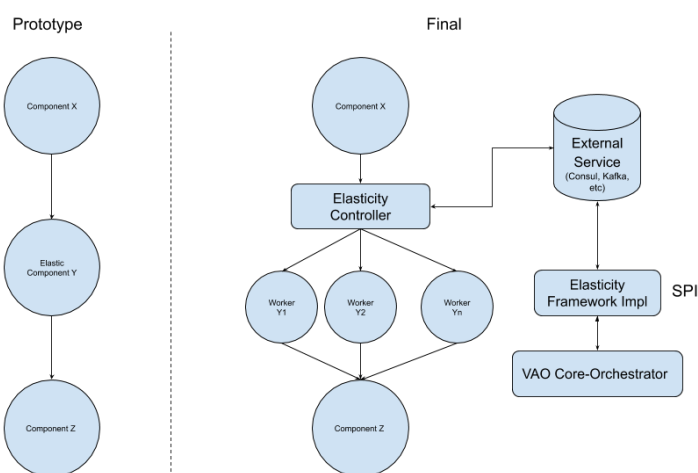 Prototype
Component X
Elastic
Component Y
Component Z
Final
Component X
Elasticity
Controller
Worker
Y1
Worker
Y2
Worker
Yn
Component Z
External
Service
(Consul, Kafka,
etc)
Elasticity
Framework Impl
SPI
VAO Core-Orchestrator